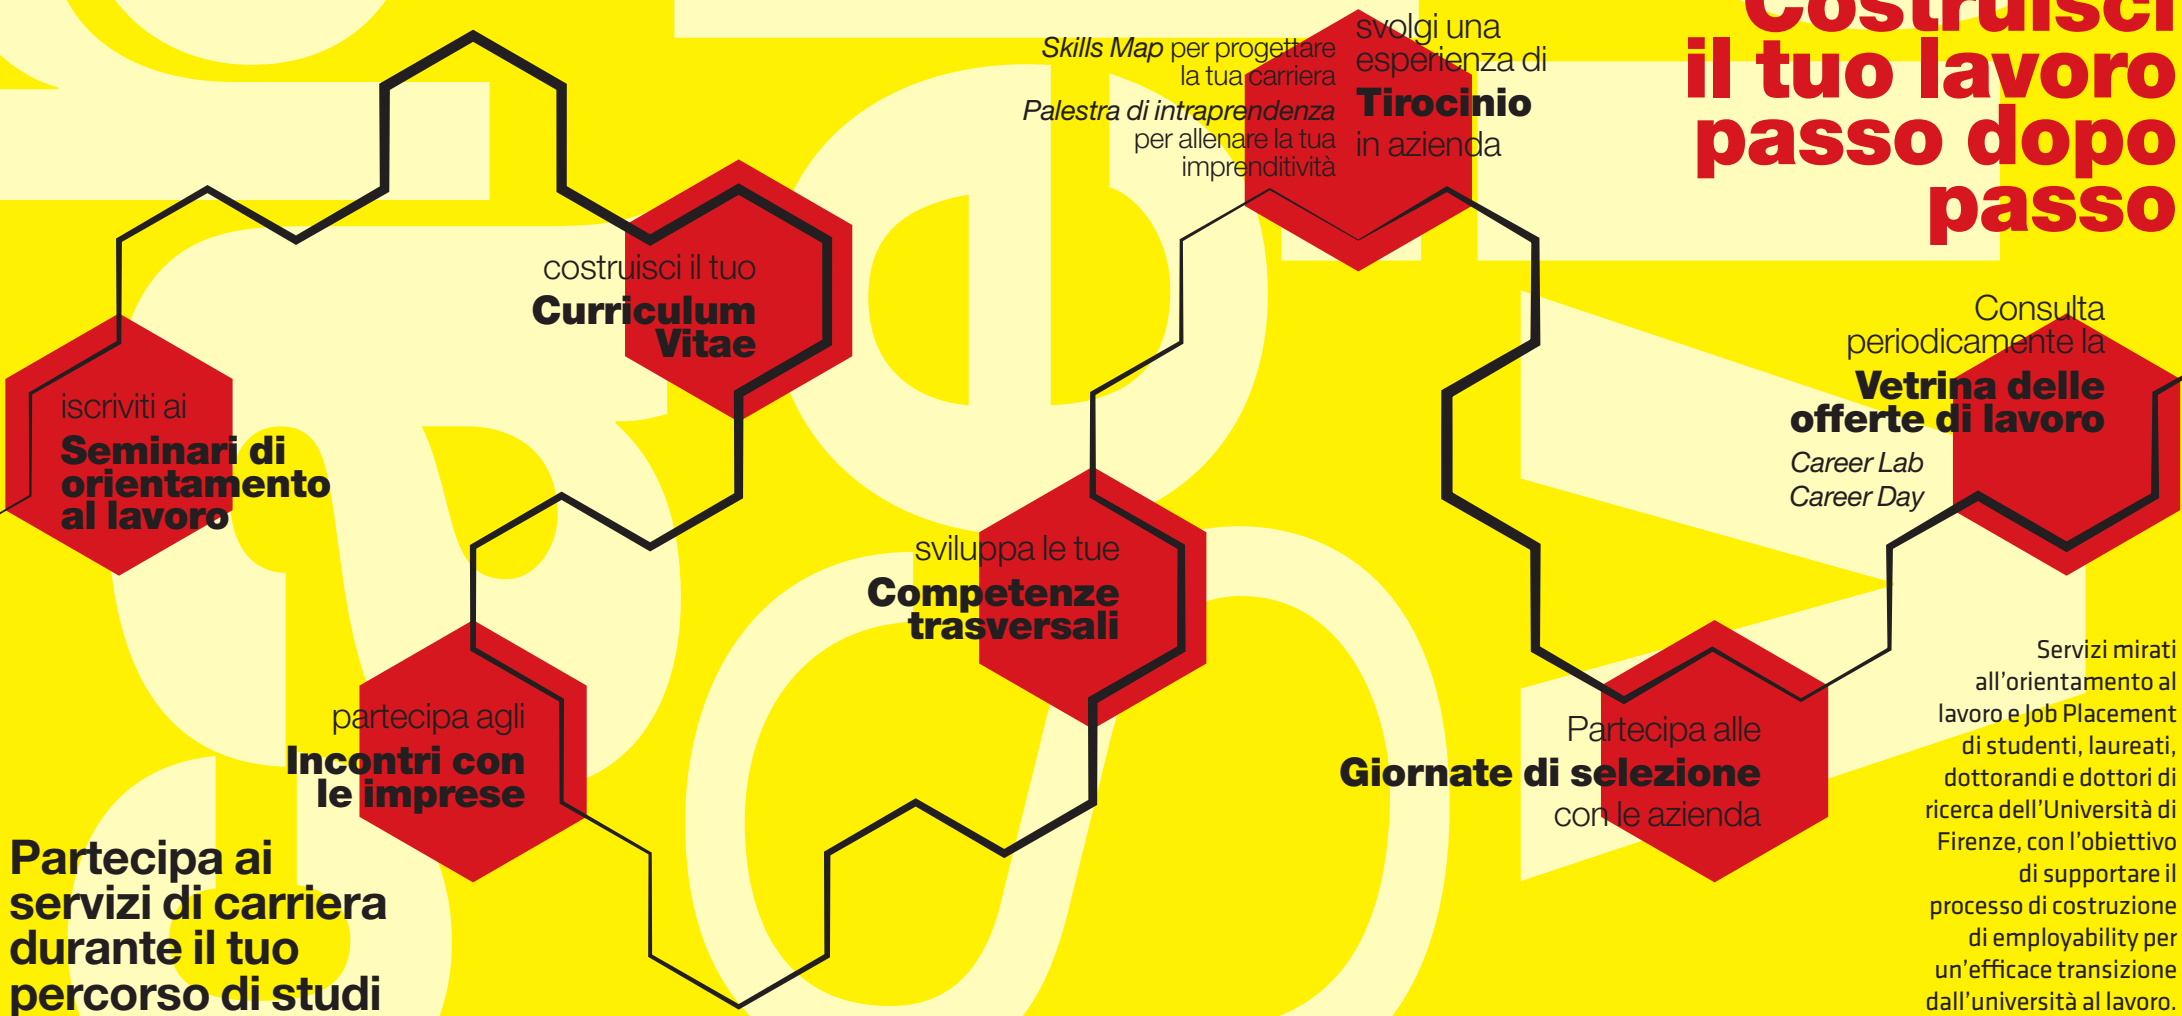 Costruisci
il tuo lavoro
passo dopo
passo
iscriviti ai
Seminari di
orientamento
al lavoro
costruisci il tuo
Curriculum
Vitae
partecipa agli
Incontri con
le imprese
sviluppa le tue
Competenze
trasversali
Skills Map per progettare
la tua carriera
Palestra di intraprendenza
per allenare la tua
imprenditività
svolgi una
esperienza di
Tirocinio
in azienda
Partecipa alle
Giornate di selezione
con le azienda
Consulta
periodicamente la
Vetrina delle
offerte di lavoro
Career Lab
Career Day
Partecipa ai
servizi di carriera
durante il tuo
percorso di studi
Servizi mirati
all’orientamento al
lavoro e Job Placement
di studenti, laureati,
dottorandi e dottori di
ricerca dell’Università di
Firenze, con l’obiettivo
di supportare il
processo di costruzione
di employability per
un’efficace transizione
dall’università al lavoro.